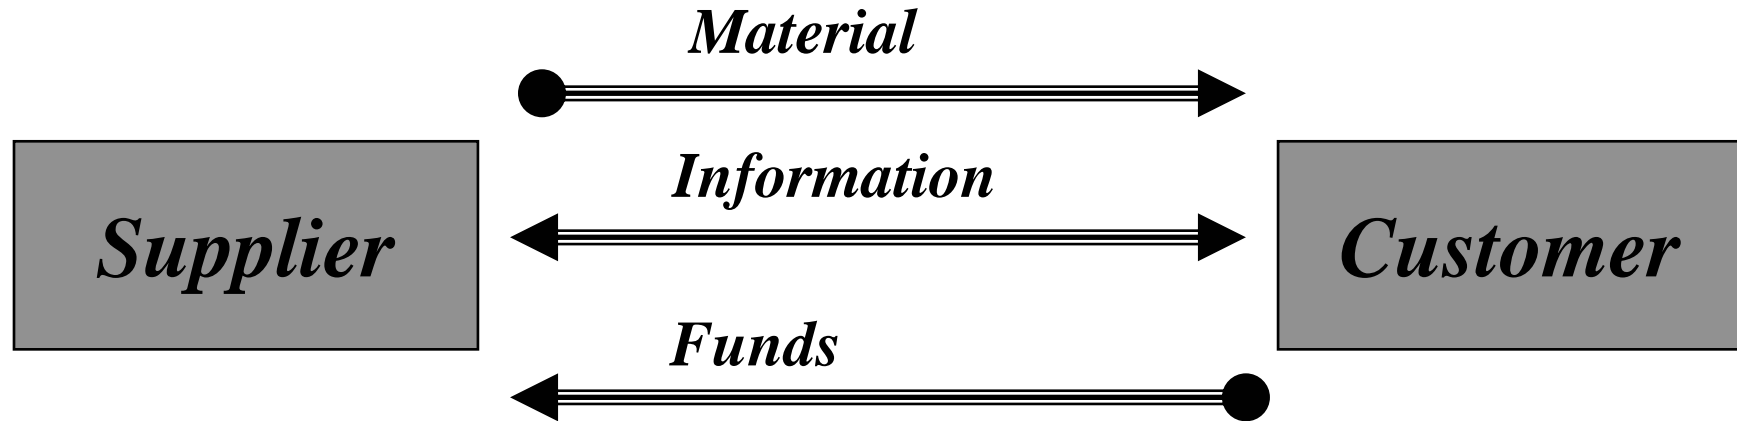 Material
Information
Supplier
Customer
Funds